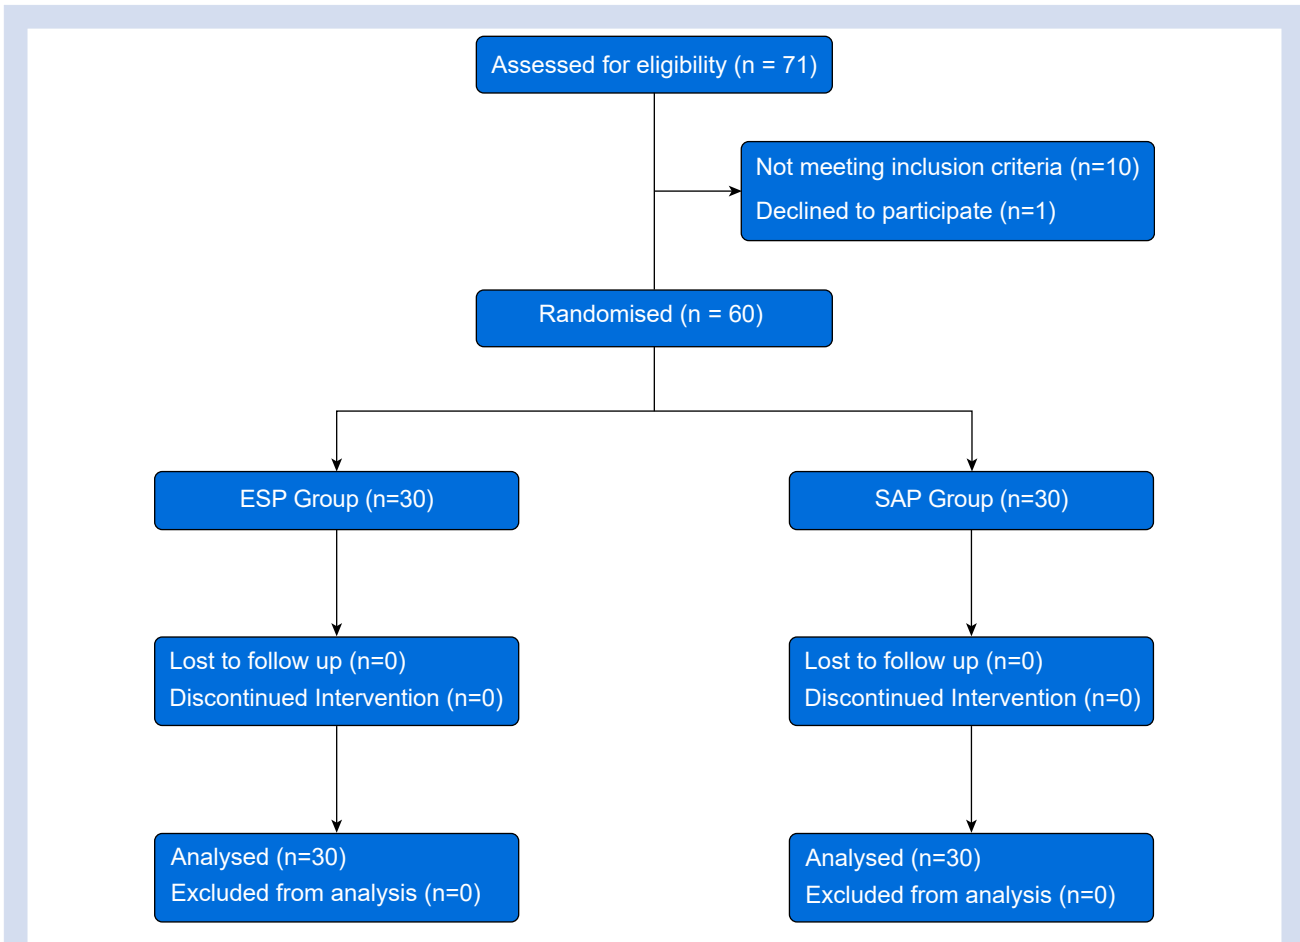 Assessed for eligibility (n = 71)
Not meeting inclusion criteria (n=10)
Declined to participate (n=1)
Randomised (n = 60)
ESP Group (n=30)
SAP Group (n=30)
Lost to follow up (n=0)
Discontinued Intervention (n=0)
Lost to follow up (n=0)
Discontinued Intervention (n=0)
Analysed (n=30)
Excluded from analysis (n=0)
Analysed (n=30)
Excluded from analysis (n=0)